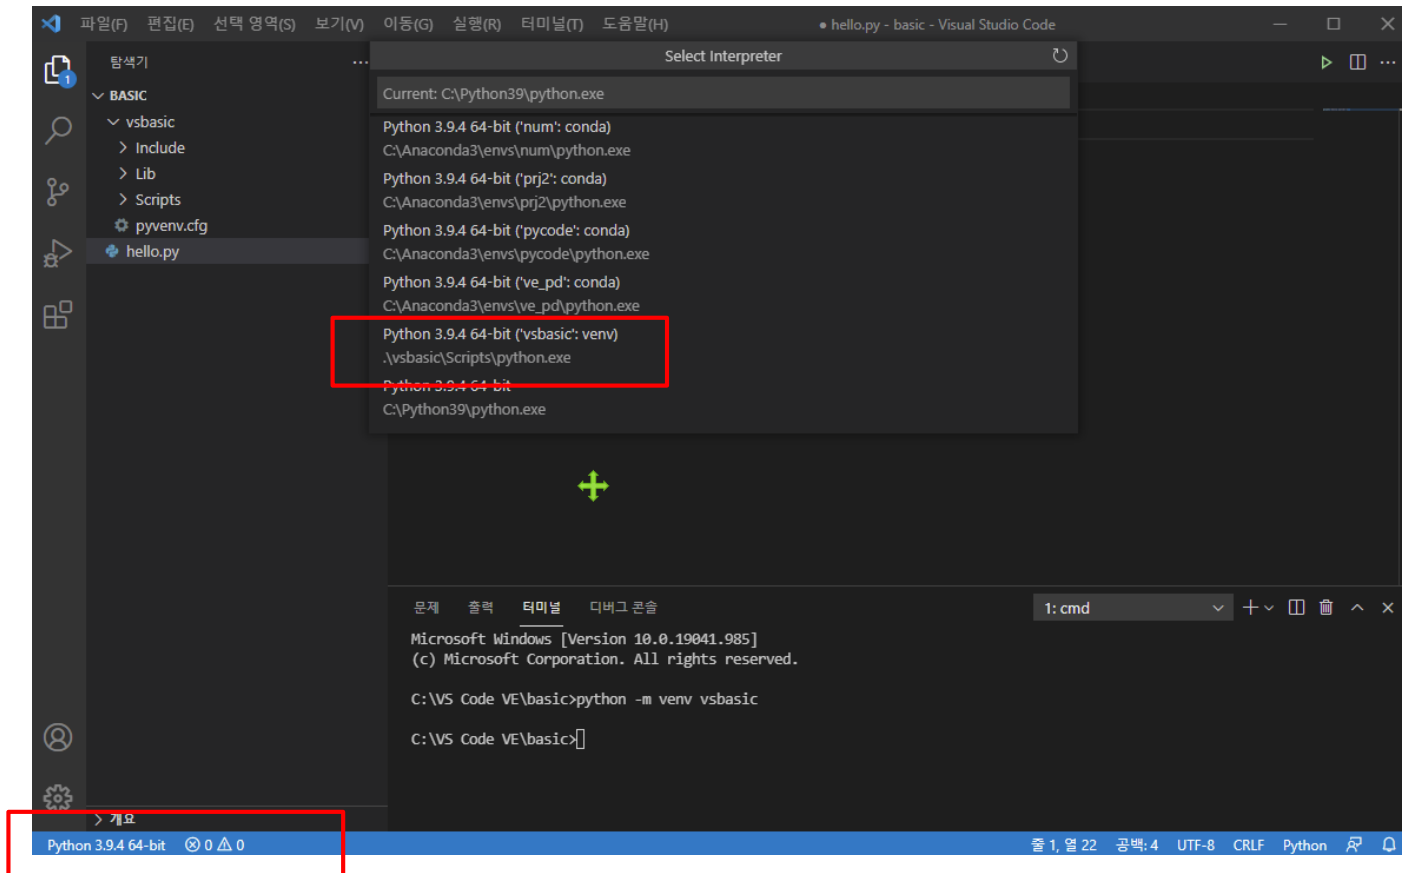 파일(F) 편집(E) 선택 영역(S) 보기(V) 이동(G) 실행(R) 터미널(T) 도움말(H) ● hello.py - basic - Visual Studio Code
탐색기 ...
Select Interpreter
1
Current: C:\Python39\python.exe
BASIC
vsbasic
Include
Lib
Scripts
pyvenv.cfg
hello.py
Python 3.9.4 64-bit ('num': conda)
C:\Anaconda3\envs\num\python.exe
Python 3.9.4 64-bit ('prj2': conda)
C:\Anaconda3\envs\prj2\python.exe
Python 3.9.4 64-bit ('pycode': conda)
C:\Anaconda3\envs\pycode\python.exe
Python 3.9.4 64-bit ('ve_pd': conda)
C:\Anaconda3\envs\ve_pd\python.exe
Python 3.9.4 64-bit ('vsbasic': venv)
.\vsbasic\Scripts\python.exe
Python 3.9.4 64-bit
C:\Python39\python.exe
문제 출력 터미널 디버그 콘솔 1: cmd
Microsoft Windows [Version 10.0.19041.985]
(c) Microsoft Corporation. All rights reserved.
C:\VS Code VE\basic>python -m venv vsbasic
C:\VS Code VE\basic>
개요
Python 3.9.4 64-bit 0 0 줄 1, 열 22 공백: 4 UTF-8 CRLF Python